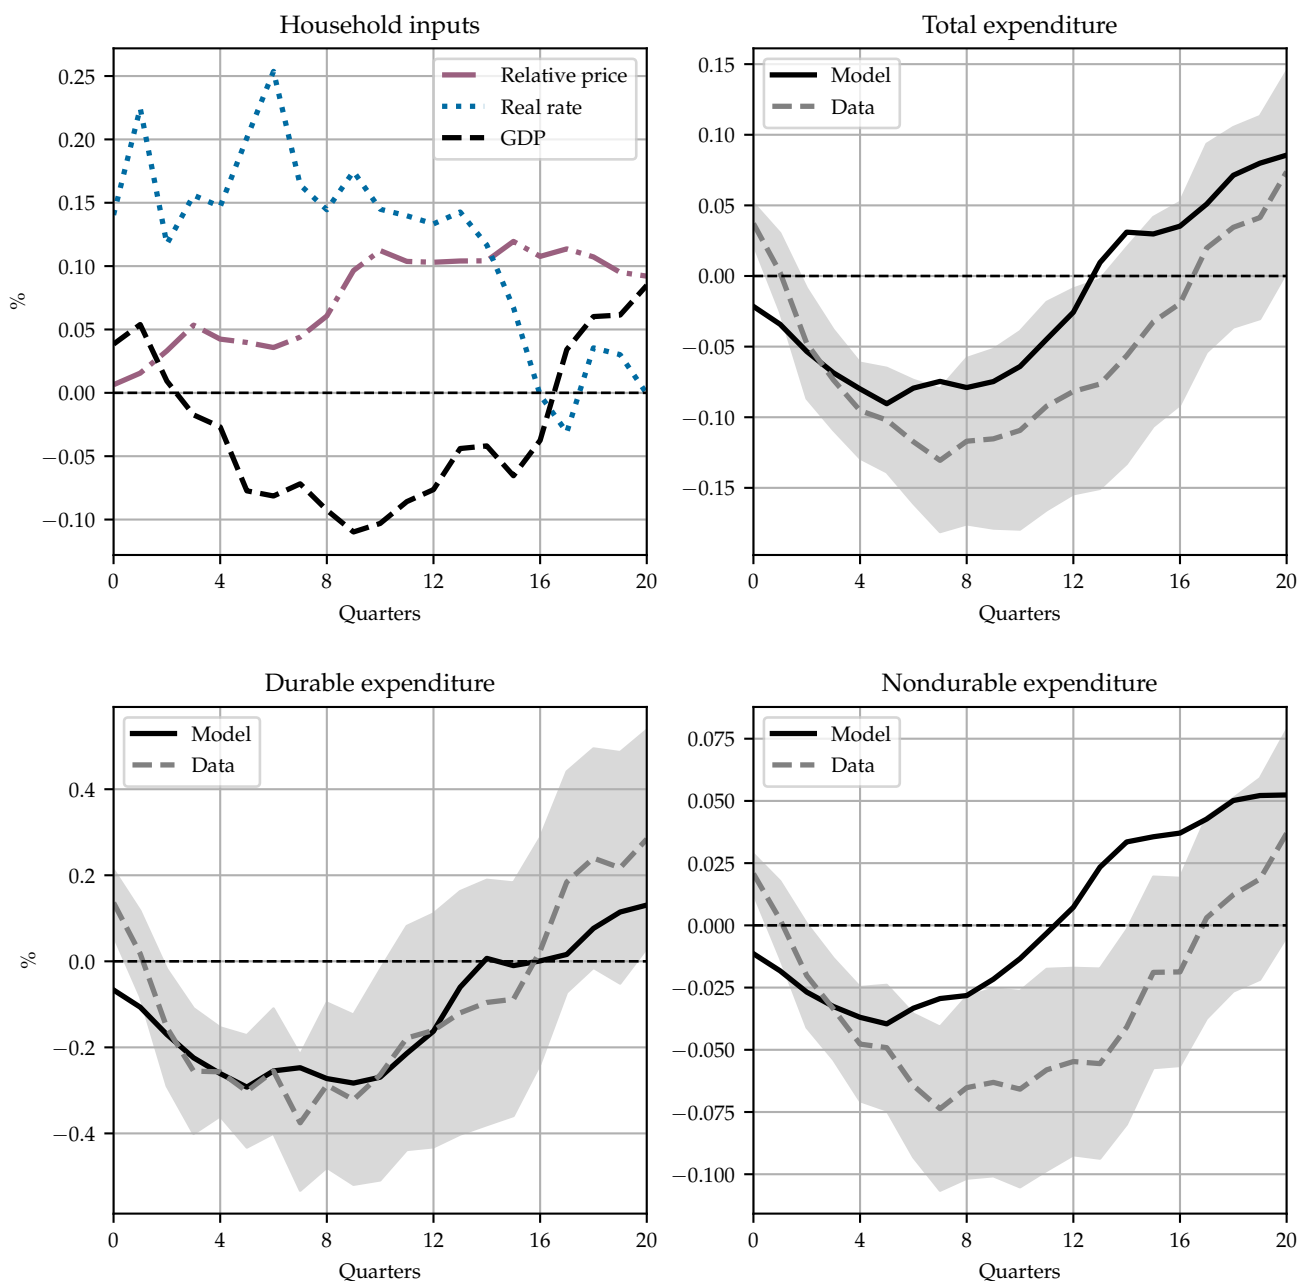 Household inputs
%
0.25
0.20
0.15
0.10
0.05
0.00
−0.05
−0.10
Relative price
Real rate
GDP
0 4 8 12 16 20
Quarters
Total expenditure
0.15
0.10
0.05
0.00
−0.05
−0.10
−0.15
Model
Data
0 4 8 12 16 20
Quarters
Durable expenditure
%
0.4
0.2
0.0
−0.2
−0.4
Model
Data
0 4 8 12 16 20
Quarters
Nondurable expenditure
0.075
0.050
0.025
0.000
−0.025
−0.050
−0.075
−0.100
Model
Data
0 4 8 12 16 20
Quarters